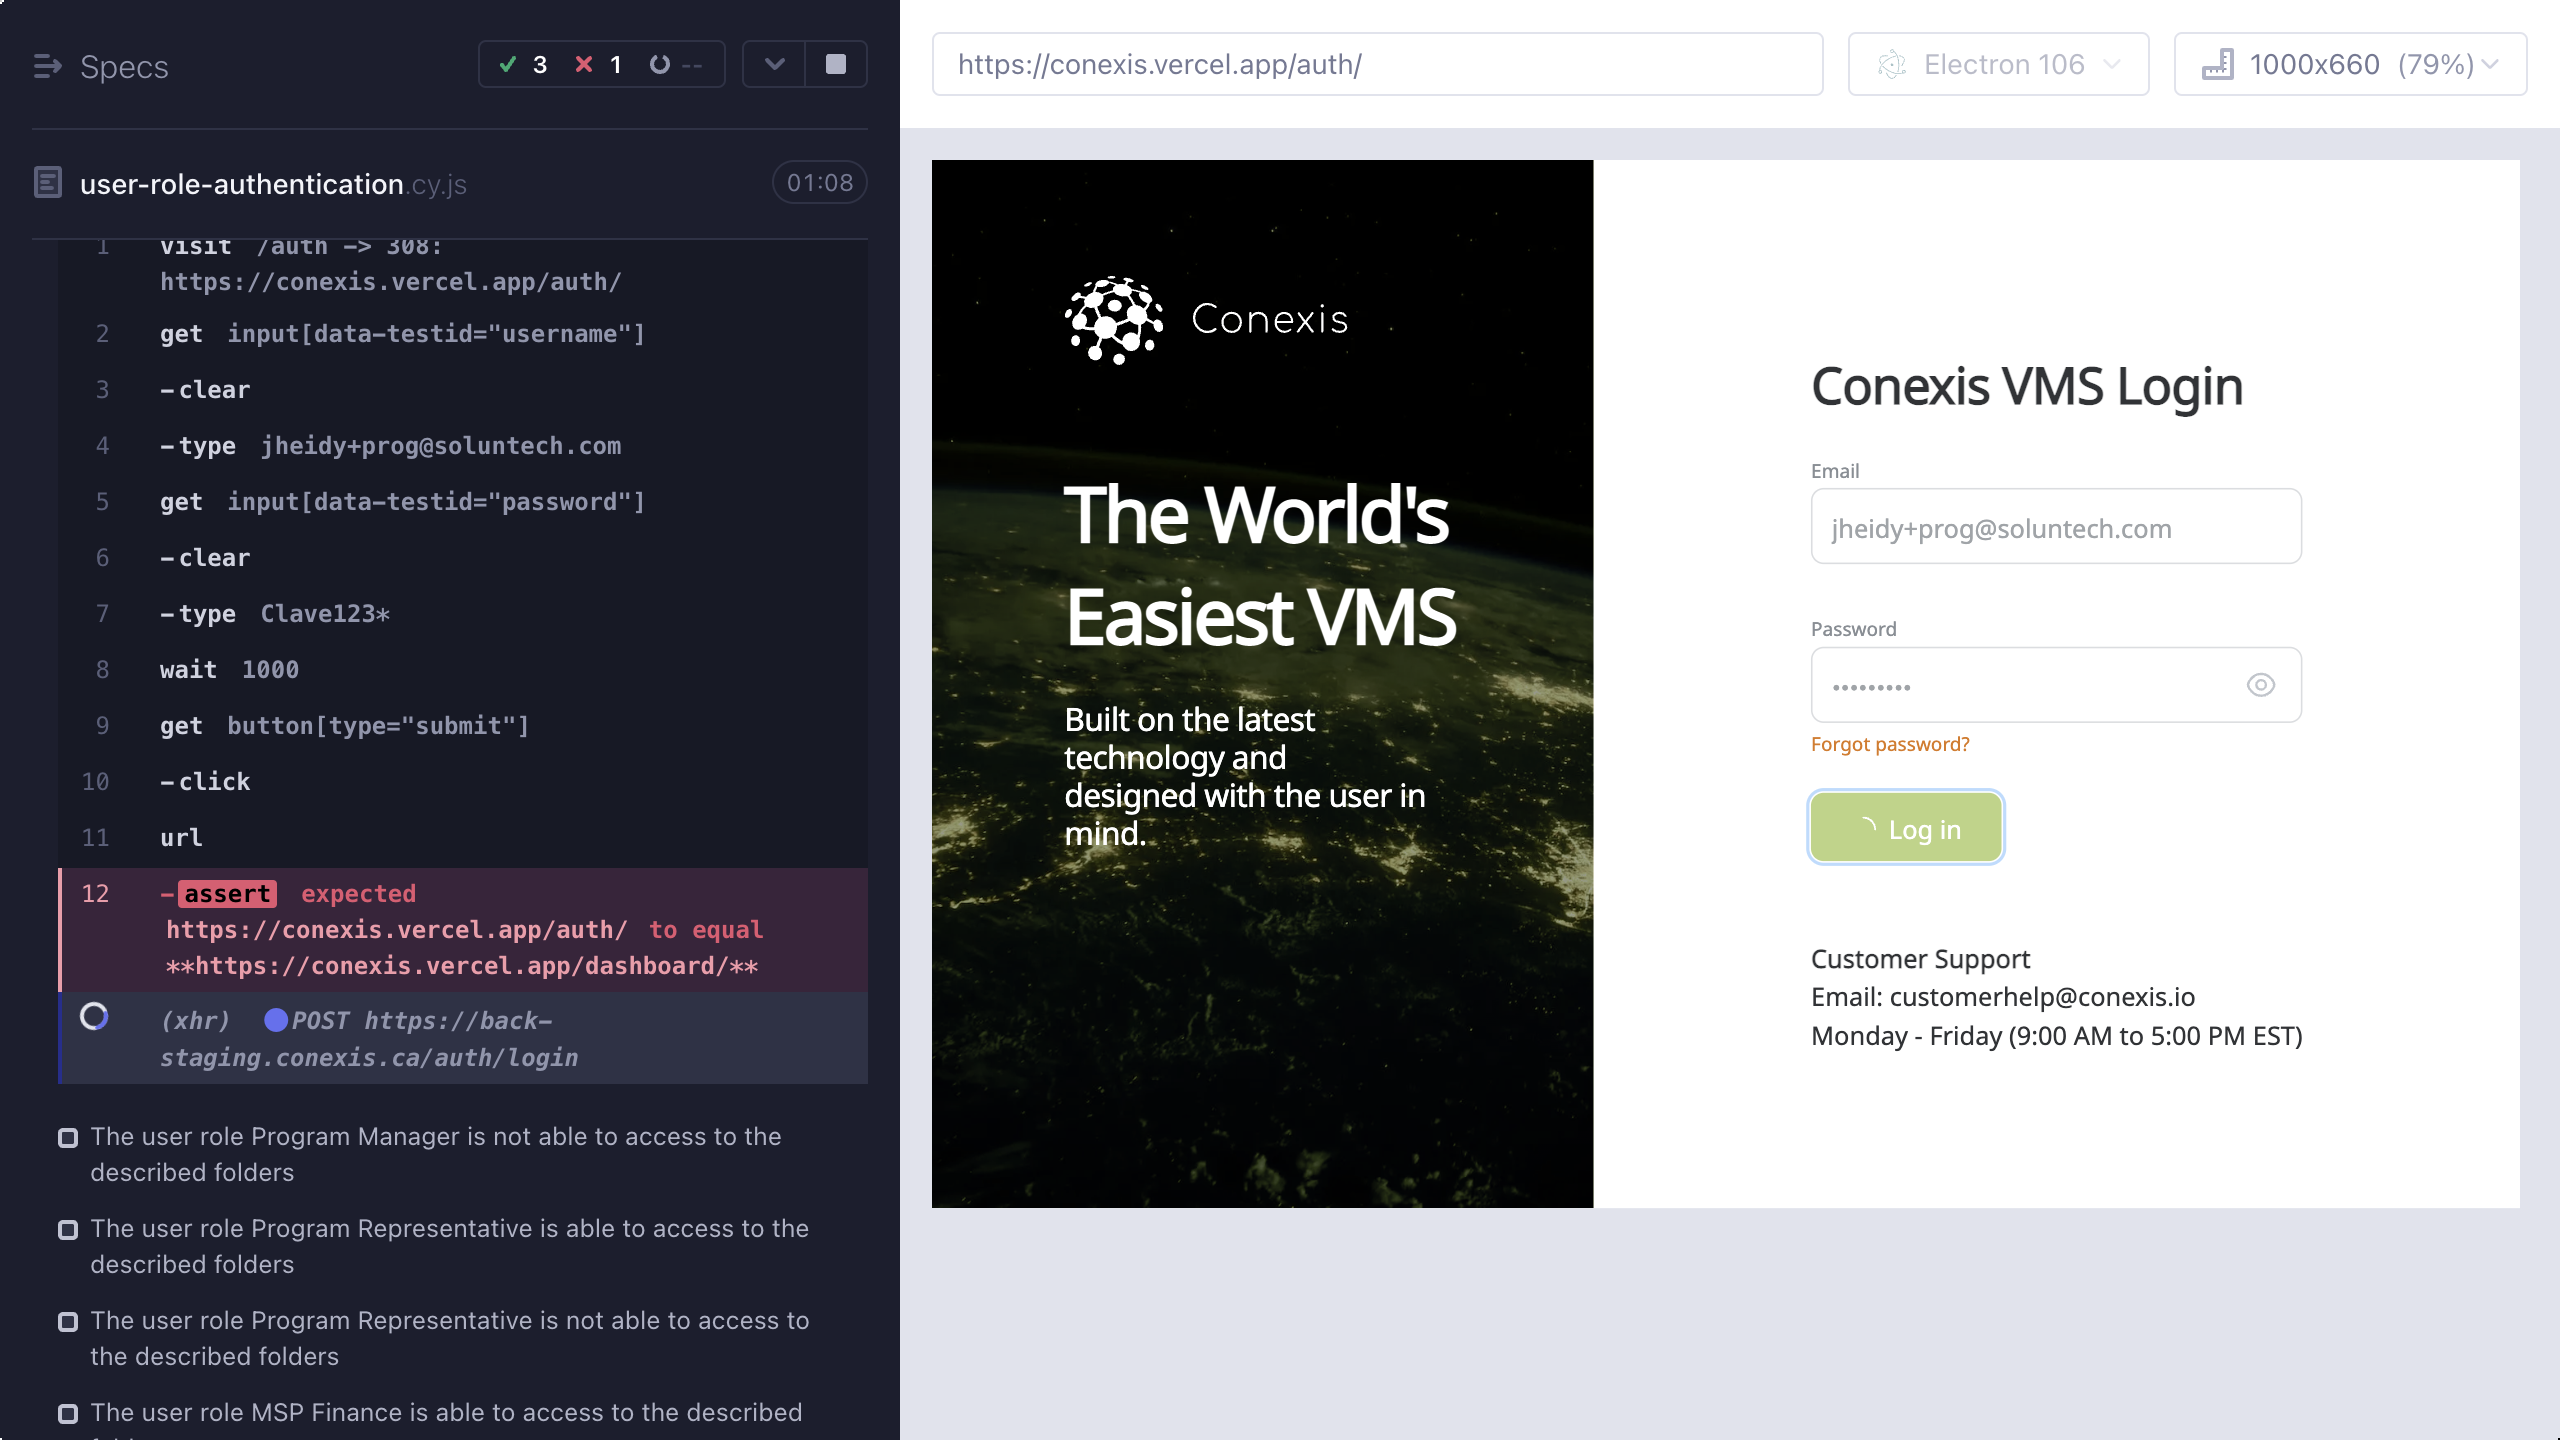 Specs
3
1
--
user-role-authentication.cy.js
01:08
1 visit /auth -> 308:
https://conexis.vercel.app/auth/
2 get input[data-testid="username"]
3 -clear
4 -type jheidy+prog@soluntech.com
5 get input[data-testid="password"]
6 -clear
7 -type Clave123*
8 wait 1000
9 get button[type="submit"]
10 -click
11 url
12 -assert expected
https://conexis.vercel.app/auth/ to equal
**https://conexis.vercel.app/dashboard/**
(xhr) POST https://back-
staging.conexis.ca/auth/login
The user role Program Manager is not able to access to the
described folders
The user role Program Representative is able to access to the
described folders
The user role Program Representative is not able to access to
the described folders
The user role MSP Finance is able to access to the described
https://conexis.vercel.app/auth/
Electron 106
1000x660 (79%)
Conexis
The World's
Easiest VMS
Built on the latest
technology and
designed with the user in
mind.
Conexis VMS Login
Email
jheidy+prog@soluntech.com
Password
•••••••••
Forgot password?
Log in
Customer Support
Email: customerhelp@conexis.io
Monday - Friday (9:00 AM to 5:00 PM EST)